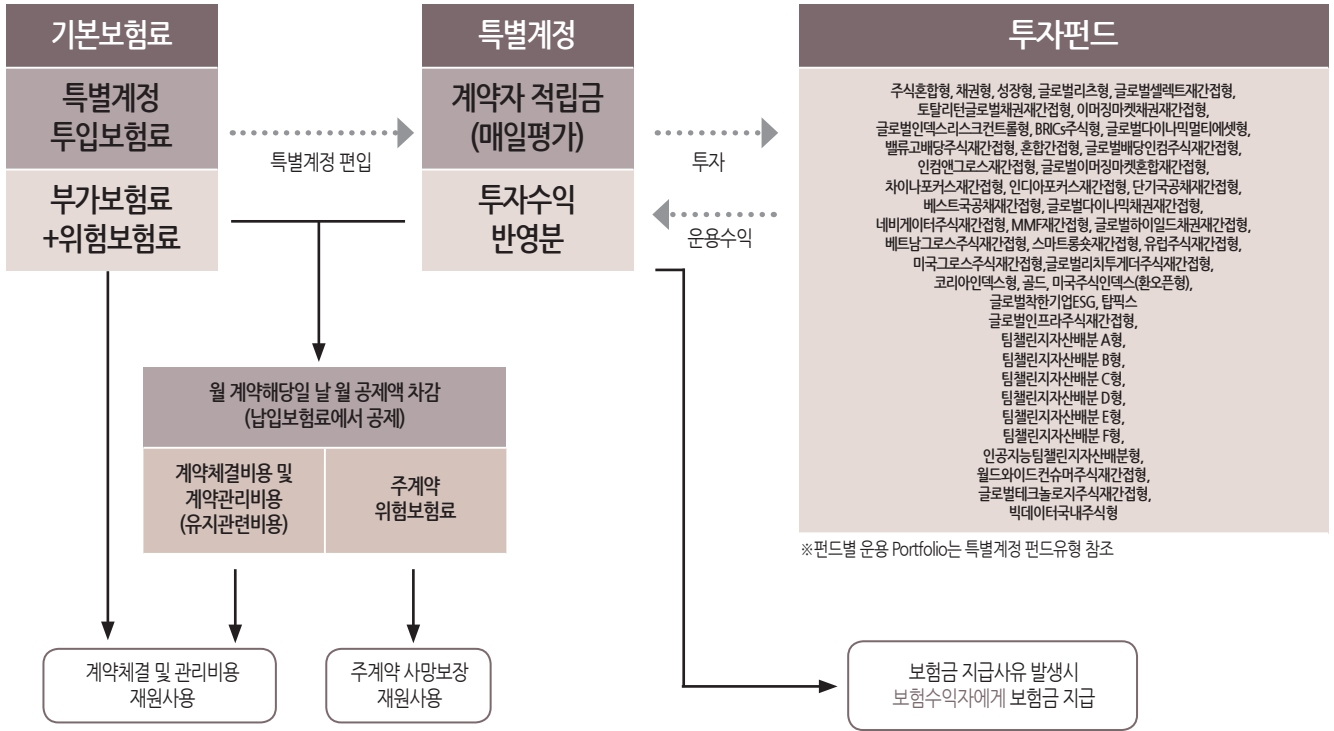 기본보험료
특별계정
투입보험료
부가보험료
+위험보험료
특별계정 편입
특별계정
계약자 적립금
(매일평가)
투자수익
반영분
투자
운용수익
투자펀드
주식혼합형, 채권형, 성장형, 글로벌리츠형, 글로벌셀렉트재간접형,
토탈리턴글로벌채권재간접형, 이머징마켓채권재간접형,
글로벌인덱스리스크컨트롤형, BRICs주식형, 글로벌다이나믹멀티에셋형,
밸류고배당주식재간접형, 혼합간접형, 글로벌배당인컴주식재간접형,
인컴앤그로스재간접형, 글로벌이머징마켓혼합재간접형,
차이나포커스재간접형, 인디아포커스재간접형, 단기국공채재간접형,
베스트국공채재간접형, 글로벌다이나믹채권재간접형,
네비게이터주식재간접형, MMF재간접형, 글로벌하이일드채권재간접형,
베트남그로스주식재간접형, 스마트롱숏재간접형, 유럽주식재간접형,
미국그로스주식재간접형,글로벌리치투게더주식재간접형,
코리아인덱스형, 골드, 미국주식인덱스(환오픈형),
글로벌착한기업ESG, 탑픽스
글로벌인프라주식재간접형,
팀챌린지자산배분 A형,
팀챌린지자산배분 B형,
팀챌린지자산배분 C형,
팀챌린지자산배분 D형,
팀챌린지자산배분 E형,
팀챌린지자산배분 F형,
인공지능팀챌린지자산배분형,
월드와이드컨슈머주식재간접형,
글로벌테크놀로지주식재간접형,
빅데이터국내주식형
※펀드별 운용 Portfolio는 특별계정 펀드유형 참조
월 계약해당일 날 월 공제액 차감
(납입보험료에서 공제)
계약체결비용 및
계약관리비용
(유지관련비용)
주계약
위험보험료
계약체결 및 관리비용
재원사용
주계약 사망보장
재원사용
보험금 지급사유 발생시
보험수익자에게 보험금 지급